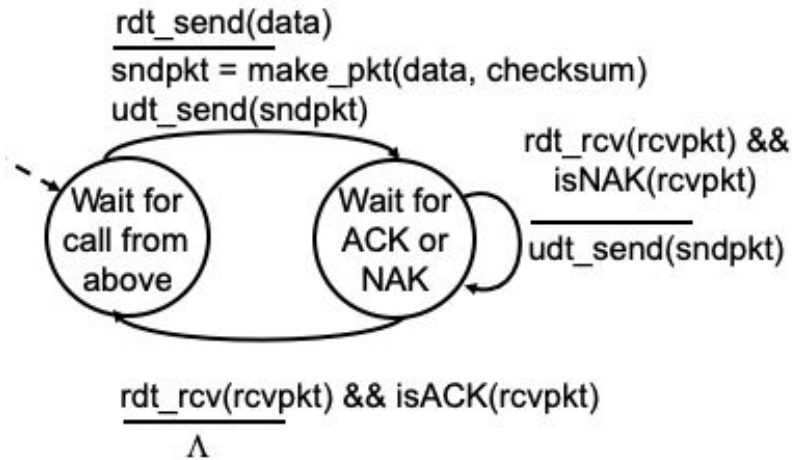 rdt_send(data)
sndpkt = make_pkt(data, checksum)
udt_send(sndpkt)
rdt_rcv(rcvpkt) &&
isNAK(rcvpkt)
udt_send(sndpkt)
Wait for
call from
above
Wait for
ACK or
NAK
rdt_rcv(rcvpkt) && isACK(rcvpkt)
Λ